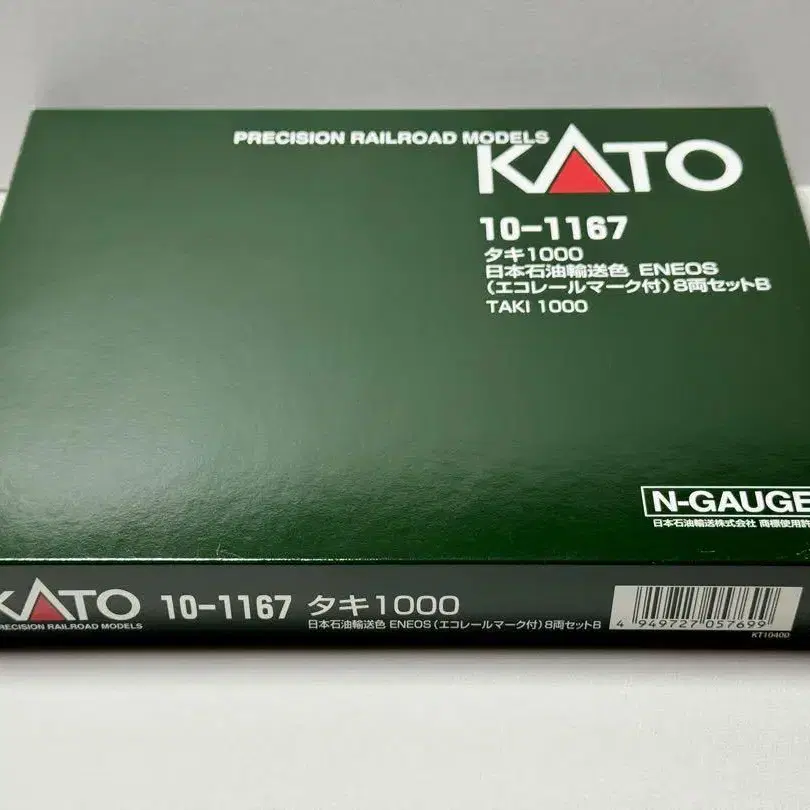 PRECISION RAILROAD MODELS
KATO
10-1167
タキ1000
日本石油輸送色 ENEOS
(エコレールマーク付)8両セットB
TAKI 1000
N-GAUGE
日本石油輸送株式会社 商標使用許
KATO
PRECISION RAILROAD MODELS
10-1167 タキ1000
日本石油輸送色 ENEOS(エコレールマーク付)8両セットB
4 949727 057699
KT10400